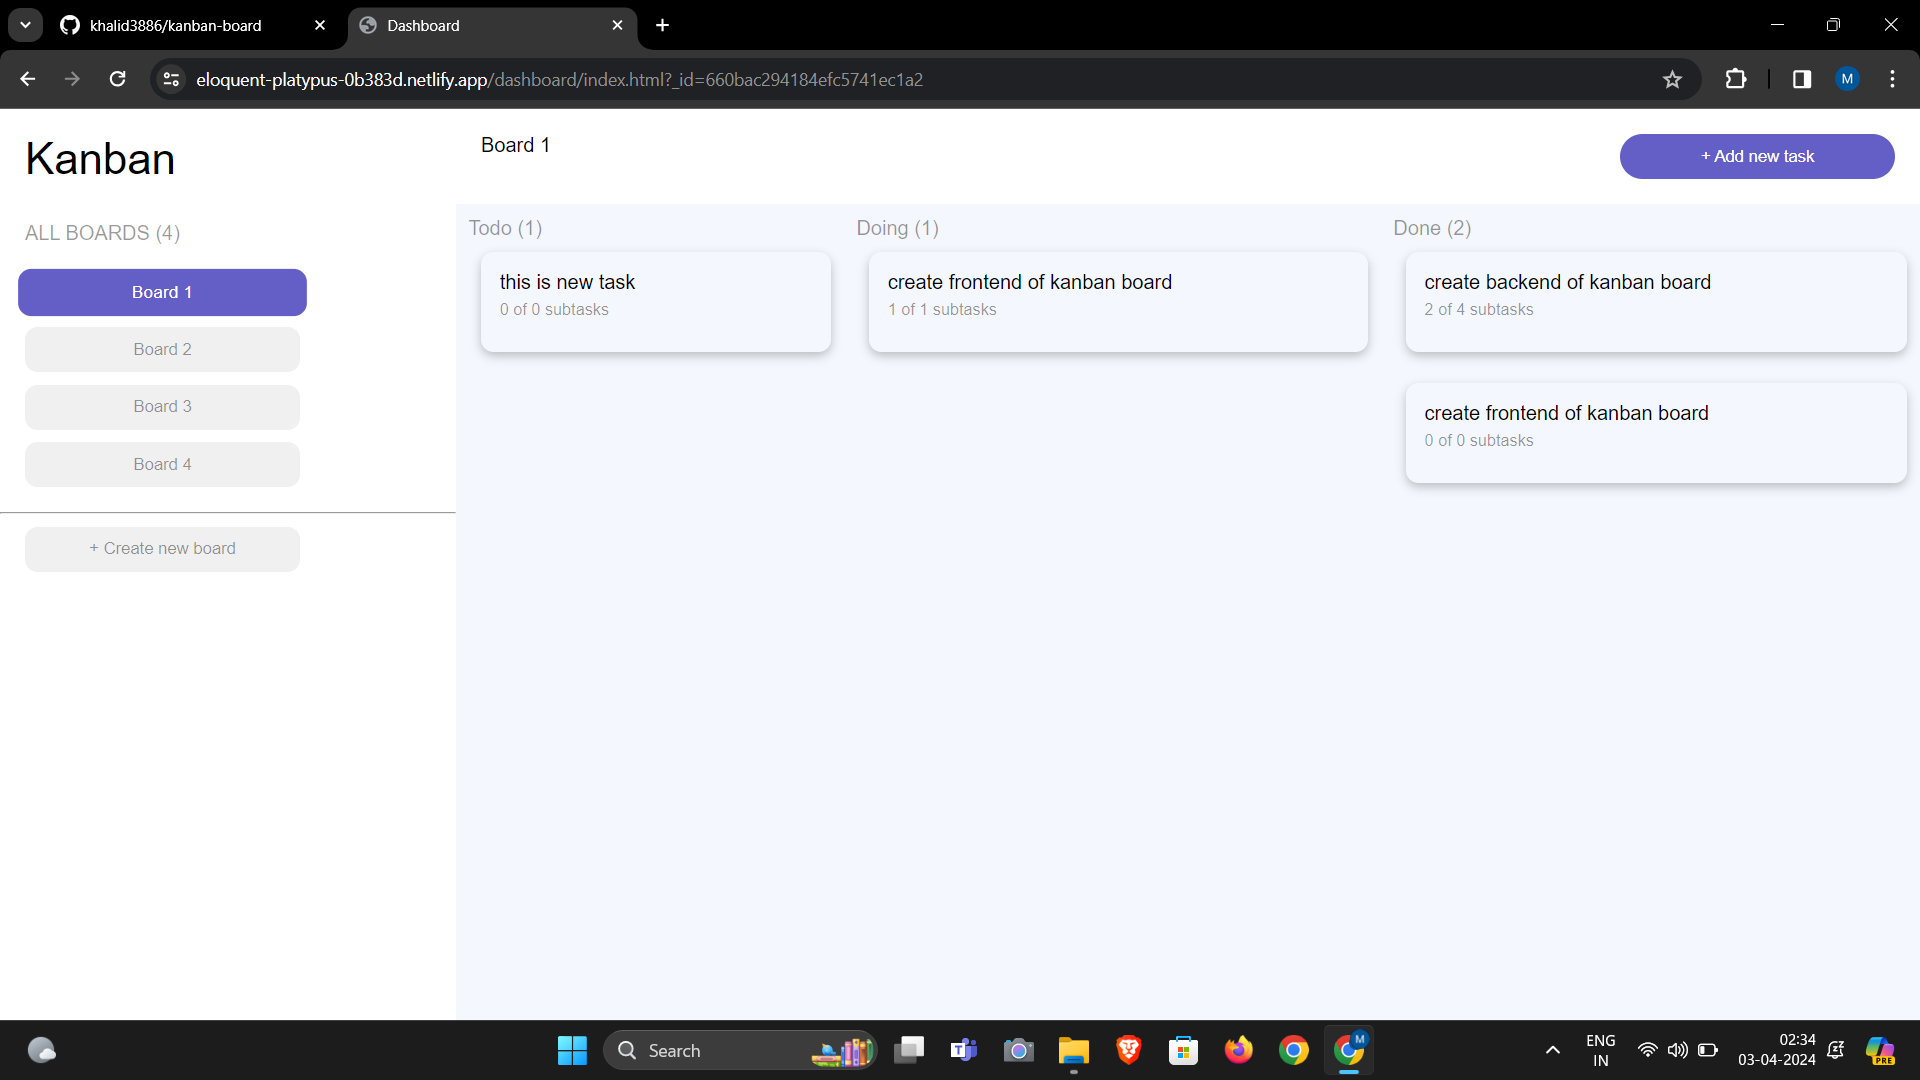 khalid3886/kanban-board
Dashboard
eloquent-platypus-0b383d.netlify.app/dashboard/index.html?_id=660bac294184efc5741ec1a2
M
Kanban
Board 1
+ Add new task
ALL BOARDS (4)
Board 1
Board 2
Board 3
Board 4
+ Create new board
Todo (1)
this is new task
0 of 0 subtasks
Doing (1)
create frontend of kanban board
1 of 1 subtasks
Done (2)
create backend of kanban board
2 of 4 subtasks
create frontend of kanban board
0 of 0 subtasks
Search
T
M
ENG
IN
02:34
03-04-2024
PRE